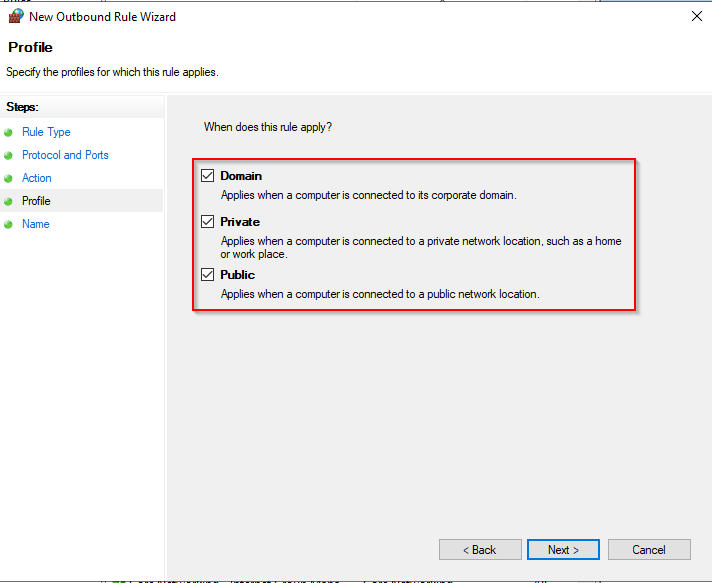 New Outbound Rule Wizard
Profile
Specify the profiles for which this rule applies.
Steps:
Rule Type
Protocol and Ports
Action
Profile
Name
When does this rule apply?
Domain
Applies when a computer is connected to its corporate domain.
Private
Applies when a computer is connected to a private network location, such as a home
or work place.
Public
Applies when a computer is connected to a public network location.
< Back
Next >
Cancel